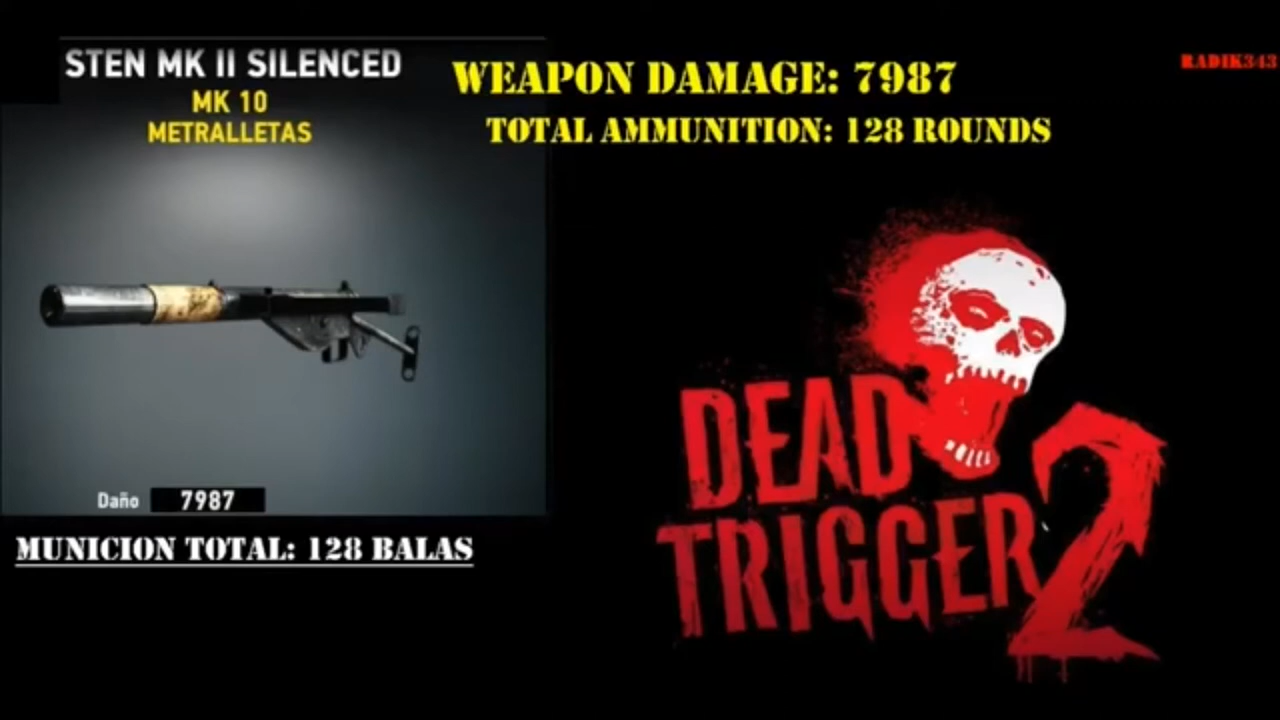 STEN MK II SILENCED
MK 10
METRALLETAS
WEAPON DAMAGE: 7987
TOTAL AMMUNITION: 128 ROUNDS
RADIK343
DEAD
TRIGGER 2
Daño 7987
MUNICION TOTAL: 128 BALAS